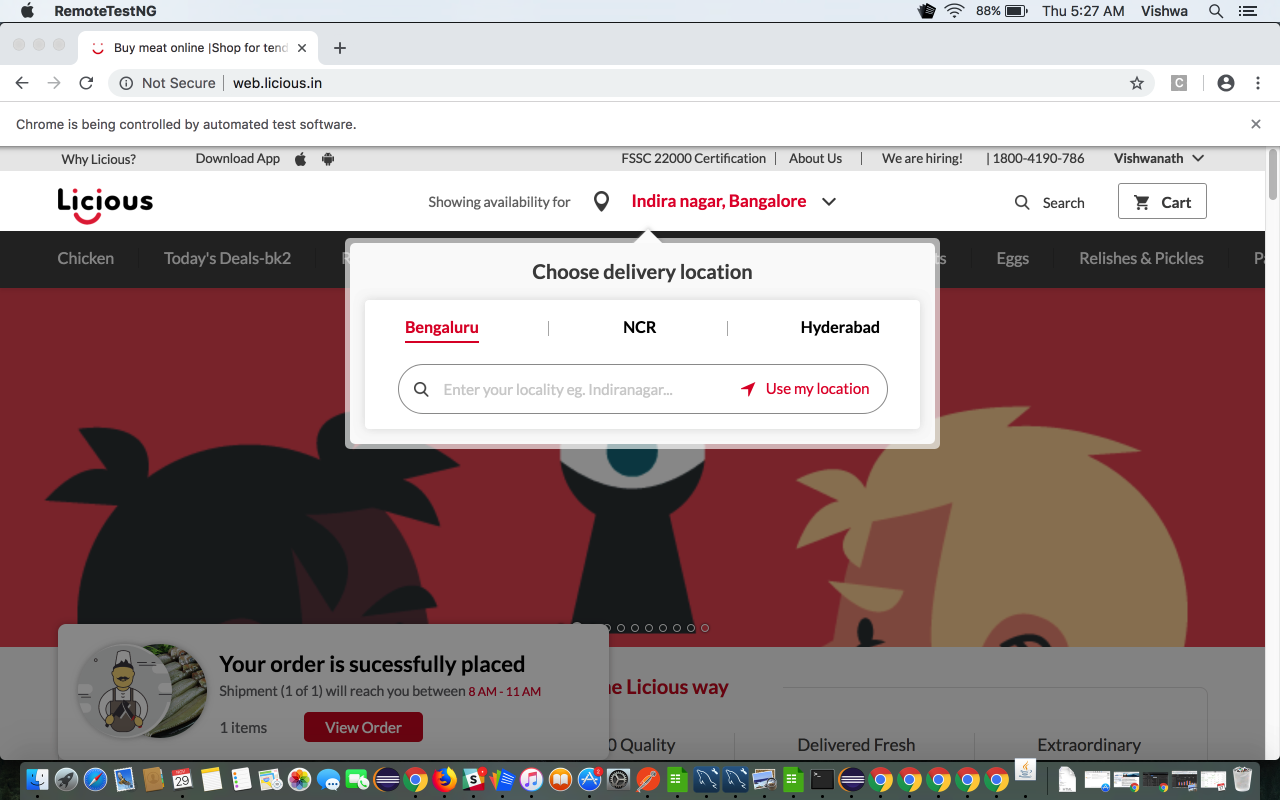 RemoteTestNG
88%
Thu 5:27 AM
Vishwa
Buy meat online |Shop for tend
Not Secure
web.licious.in
C
Chrome is being controlled by automated test software.
Why Licious?
Download App
FSSC 22000 Certification |
About Us |
We are hiring!
| 1800-4190-786
Vishwanath
Licious
Showing availability for
Indira nagar, Bangalore
Search
Cart
Chicken
Today's Deals-bk2
Eggs
Relishes & Pickles
Choose delivery location
Bengaluru | NCR | Hyderabad
Enter your locality eg. Indiranagar...
Use my location
Your order is sucessfully placed
Shipment (1 of 1) will reach you between 8 AM - 11 AM
1 items
View Order
he Licious way
0 Quality
Delivered Fresh
Extraordinary
29